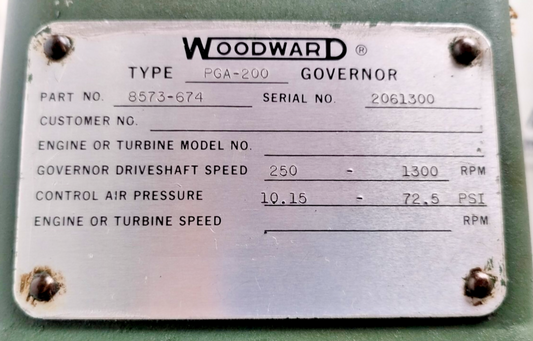 WOODWARD ®
TYPE PGA-200 GOVERNOR
PART NO. 8573-674 SERIAL NO. 2061300
CUSTOMER NO.
ENGINE OR TURBINE MODEL NO.
GOVERNOR DRIVESHAFT SPEED 250 - 1300 RPM
CONTROL AIR PRESSURE 10.15 - 72.5 PSI
ENGINE OR TURBINE SPEED RPM